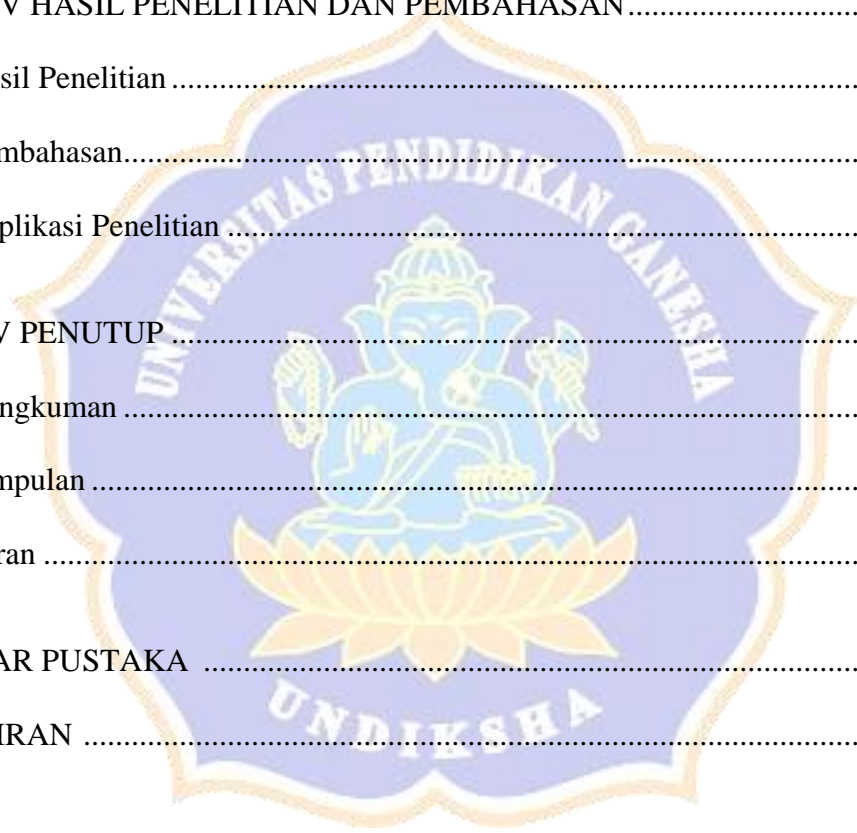 V HASIL PENELITIAN DAN PEMBAHASAN........................
sil Penelitian........................
mbahasan........................
plikasi Penelitian........................
V PENUTUP........................
ngkuman........................
mpulan........................
ran........................
AR PUSTAKA ........................
IRAN ........................
UNIVERSITAS PENDIDIKAN GANESHA
UNDIKSHA